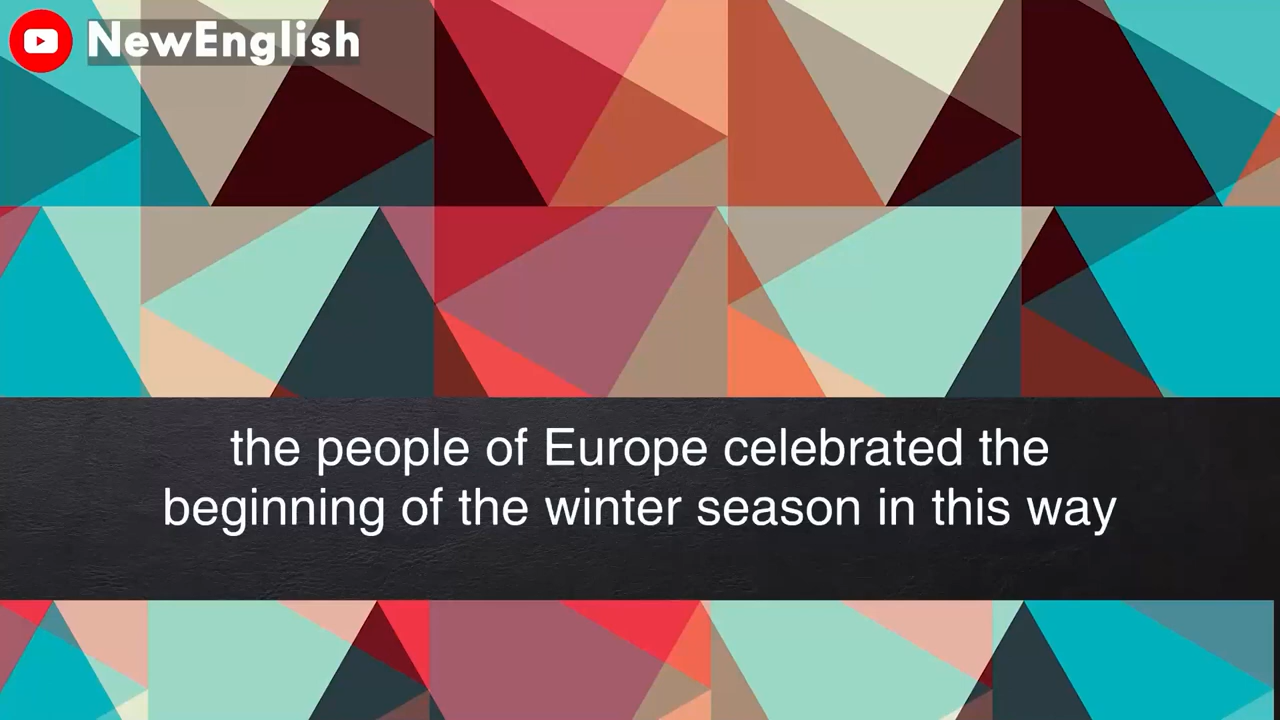 NewEnglish
the people of Europe celebrated the
beginning of the winter season in this way